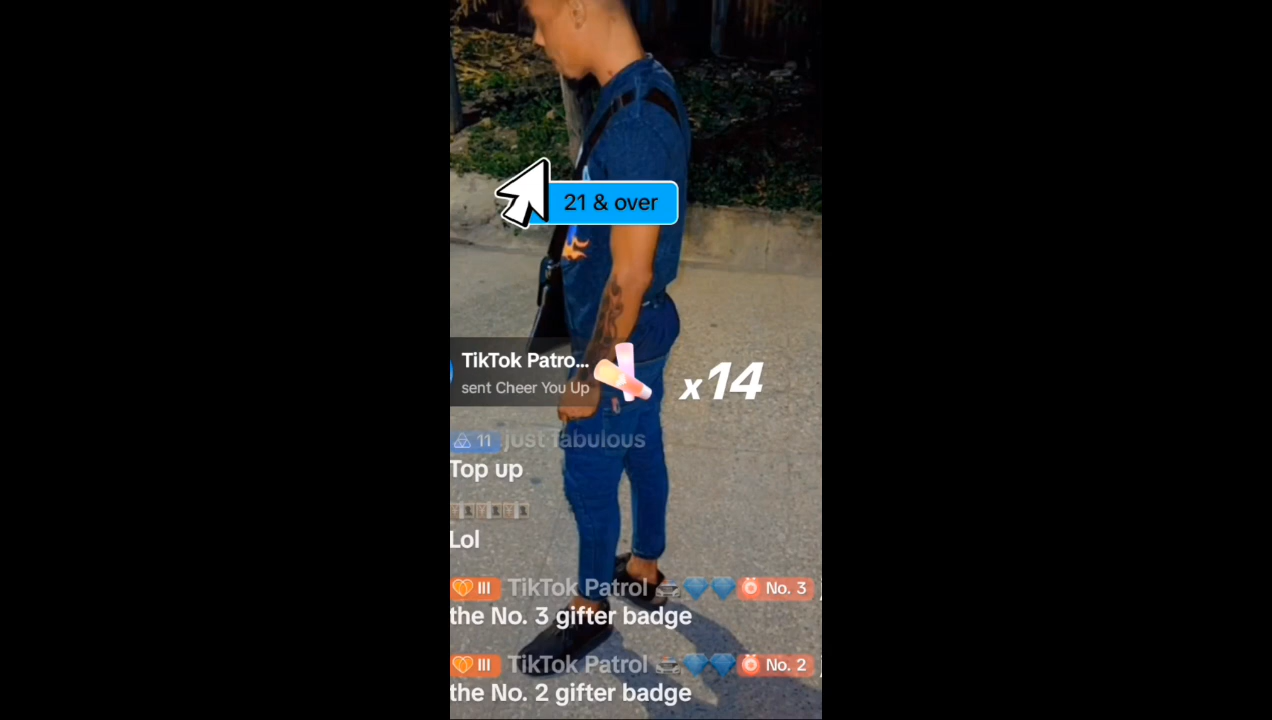 21 & over
TikTok Patro...
sent Cheer You Up
x14
11 just fabulous
Top up
Lol
III TikTok Patrol No. 3
the No. 3 gifter badge
III TikTok Patrol No. 2
the No. 2 gifter badge